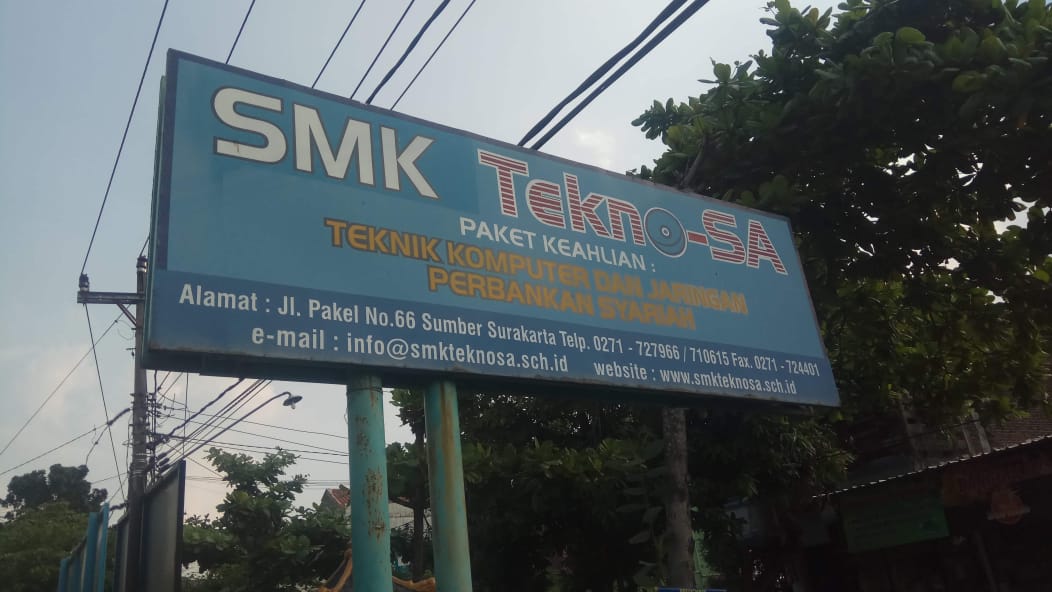 SMK Tekno-SA
PAKET KEAHLIAN :
TEKNIK KOMPUTER DAN JARINGAN
PERBANKAN SYARIAH
Alamat : Jl. Pakel No.66 Sumber Surakarta Telp. 0271 - 727966 / 710615 Fax. 0271 - 724401
e-mail : info@smkteknosa.sch.id website : www.smkteknosa.sch.id